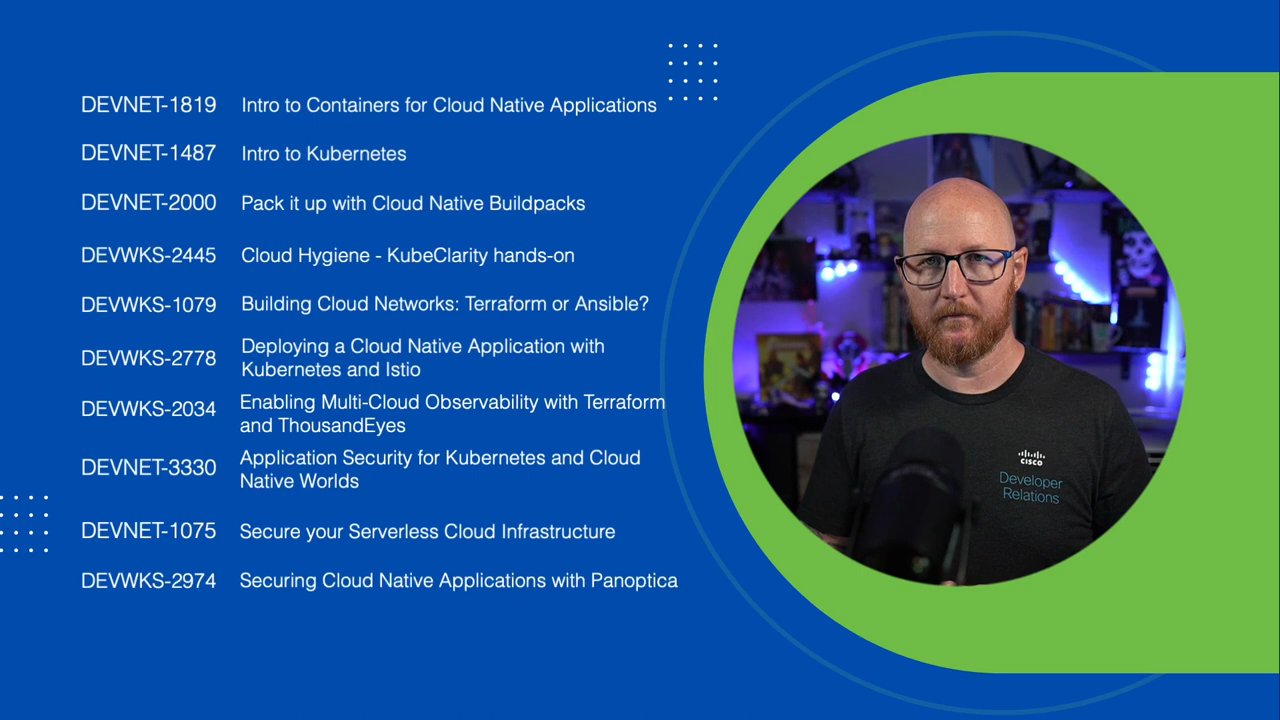 DEVNET-1819 Intro to Containers for Cloud Native Applications
DEVNET-1487 Intro to Kubernetes
DEVNET-2000 Pack it up with Cloud Native Buildpacks
DEVWKS-2445 Cloud Hygiene - KubeClarity hands-on
DEVWKS-1079 Building Cloud Networks: Terraform or Ansible?
DEVWKS-2778 Deploying a Cloud Native Application with
Kubernetes and Istio
DEVWKS-2034 Enabling Multi-Cloud Observability with Terraform
and ThousandEyes
DEVNET-3330 Application Security for Kubernetes and Cloud
Native Worlds
DEVNET-1075 Secure your Serverless Cloud Infrastructure
DEVWKS-2974 Securing Cloud Native Applications with Panoptica
CISCO
Developer
Relations